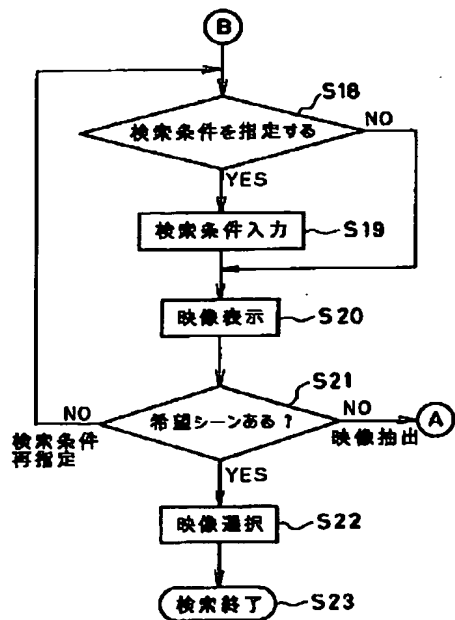 B
S18
検索条件を指定する
NO
YES
検索条件入力
S19
映像表示
S20
S21
希望シーンある?
NO
検索条件
再指定
NO
映像抽出
A
YES
映像選択
S22
検索終了
S23